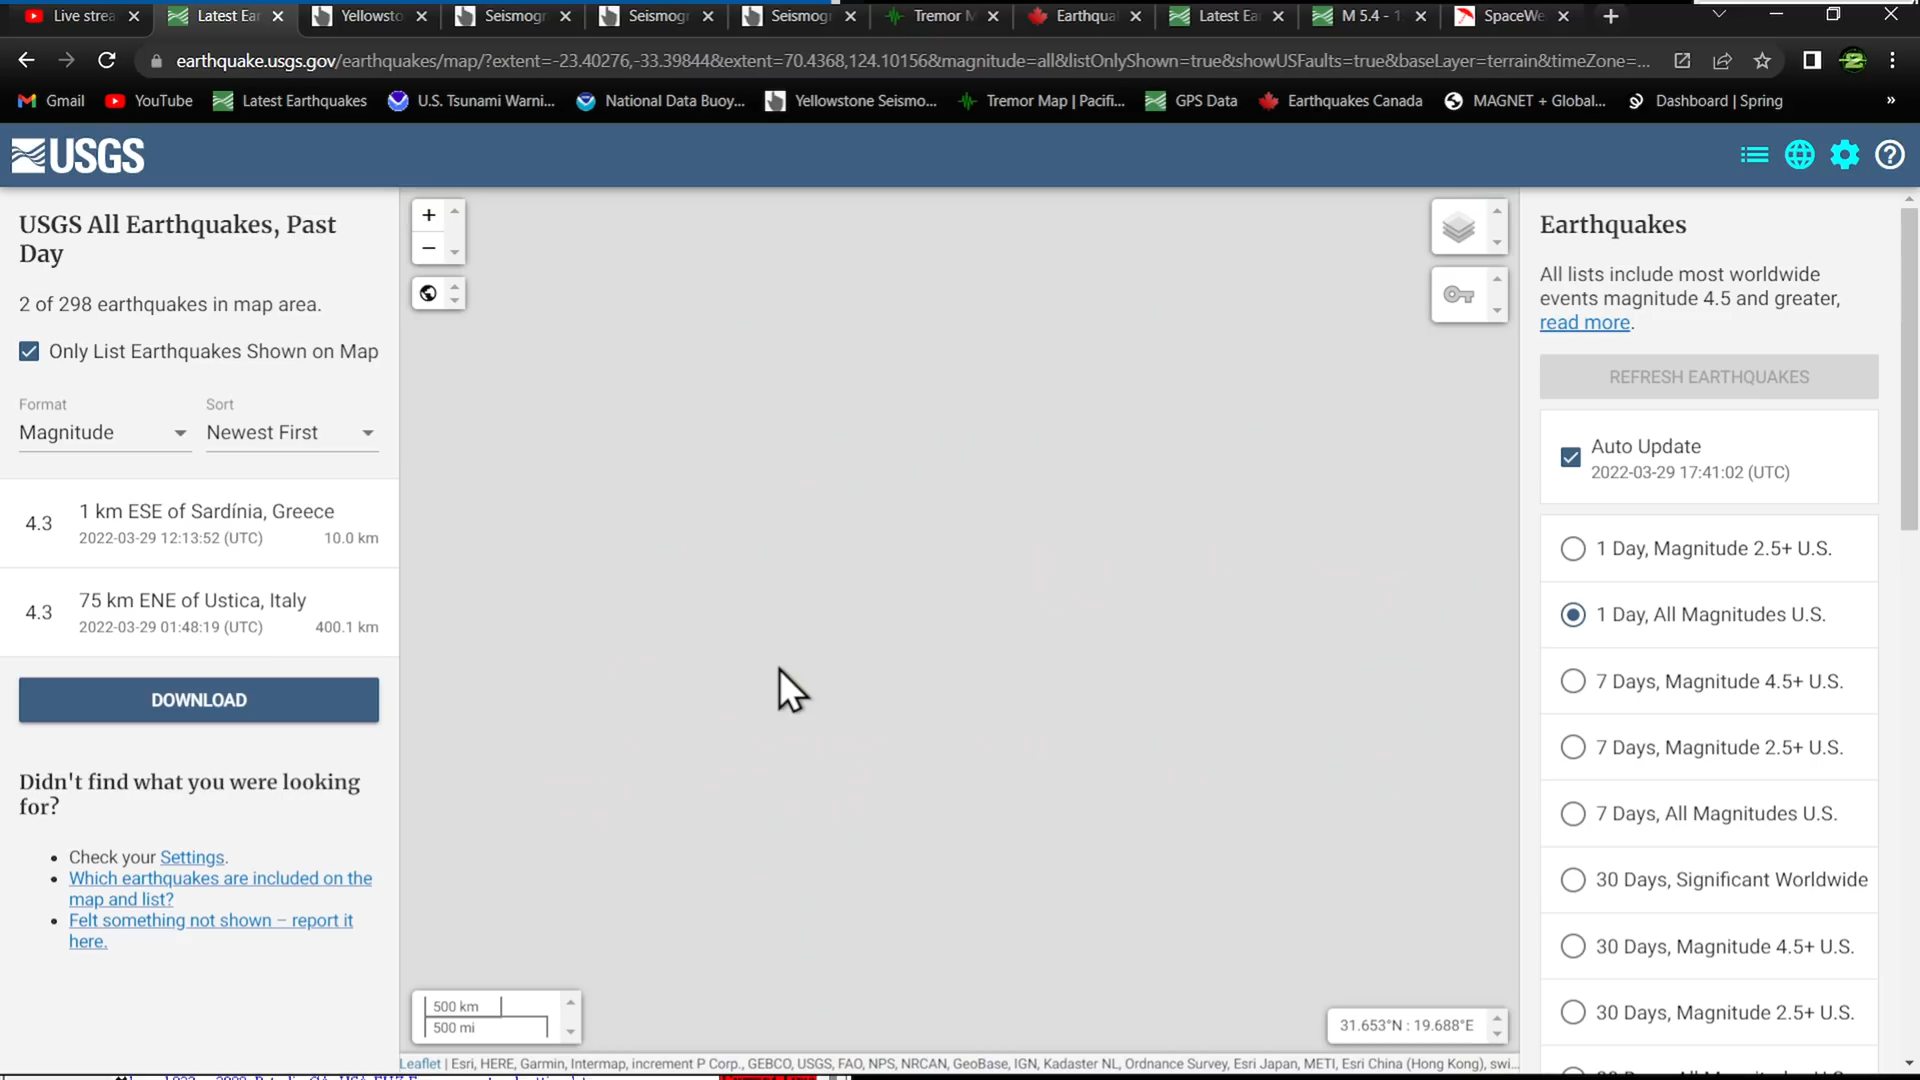 Live strea
Latest Ear
Yellowsto
Seismogr
Seismogr
Seismogr
Tremor M
Earthqua
Latest Ea
M 5.4 - 1
SpaceWe
earthquake.usgs.gov/earthquakes/map/?extent=-23.40276,-33.39844&extent=70.4368,124.10156&magnitude=all&listOnlyShown=true&showUSFaults=true&baseLayer=terrain&timeZone=...
Gmail
YouTube
Latest Earthquakes
U.S. Tsunami Warni...
National Data Buoy...
Yellowstone Seismo...
Tremor Map | Pacifi...
GPS Data
Earthquakes Canada
MAGNET + Global...
Dashboard | Spring
»
USGS
USGS All Earthquakes, Past
Day
2 of 298 earthquakes in map area.
Only List Earthquakes Shown on Map
Format
Magnitude
Sort
Newest First
4.3
1 km ESE of Sardínia, Greece
2022-03-29 12:13:52 (UTC)
10.0 km
4.3
75 km ENE of Ustica, Italy
2022-03-29 01:48:19 (UTC)
400.1 km
DOWNLOAD
Didn't find what you were looking
for?
• Check your Settings.
• Which earthquakes are included on the
map and list?
• Felt something not shown – report it
here.
+
−
500 km
500 mi
31.653°N : 19.688°E
Leaflet | Esri, HERE, Garmin, Intermap, increment P Corp., GEBCO, USGS, FAO, NPS, NRCAN, GeoBase, IGN, Kadaster NL, Ordnance Survey, Esri Japan, METI, Esri China (Hong Kong), swi...
Earthquakes
All lists include most worldwide
events magnitude 4.5 and greater,
read more.
REFRESH EARTHQUAKES
Auto Update
2022-03-29 17:41:02 (UTC)
1 Day, Magnitude 2.5+ U.S.
1 Day, All Magnitudes U.S.
7 Days, Magnitude 4.5+ U.S.
7 Days, Magnitude 2.5+ U.S.
7 Days, All Magnitudes U.S.
30 Days, Significant Worldwide
30 Days, Magnitude 4.5+ U.S.
30 Days, Magnitude 2.5+ U.S.